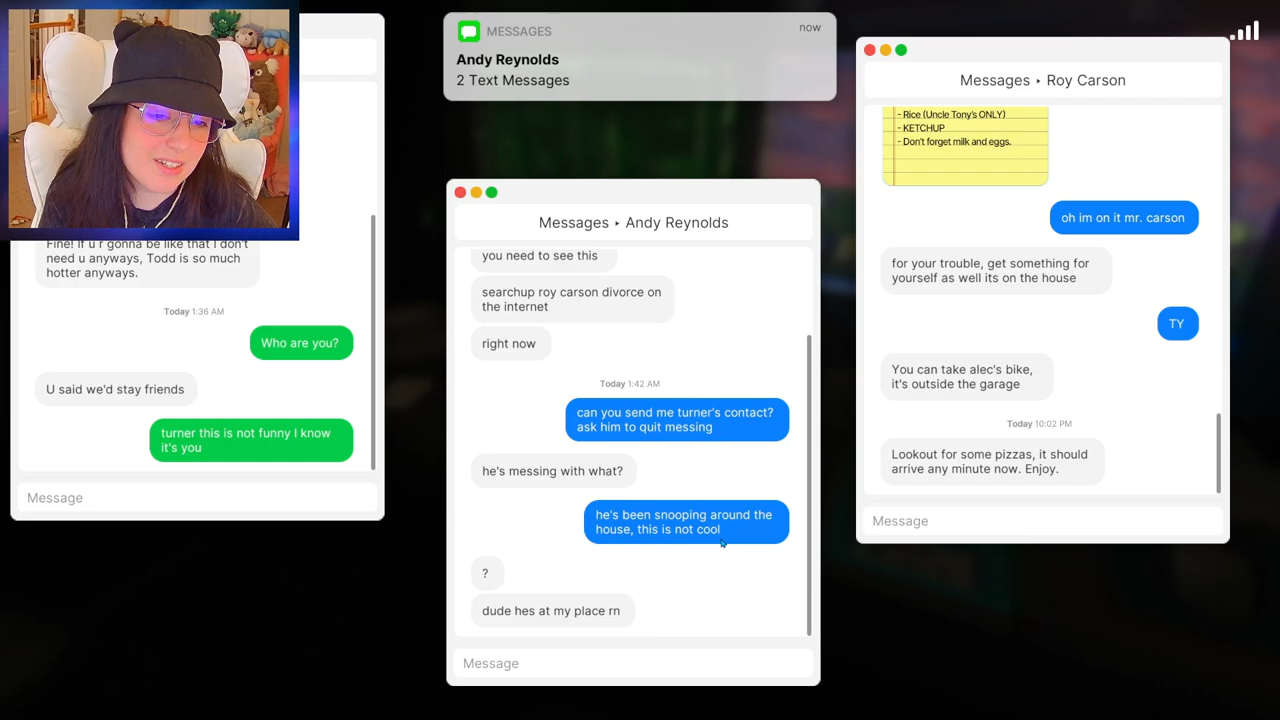 Fine! If u r gonna be like that I don't
need u anyways, Todd is so much
hotter anyways.
Today 1:36 AM
Who are you?
U said we'd stay friends
turner this is not funny I know
it's you
Message
MESSAGES
now
Andy Reynolds
2 Text Messages
Messages ‣ Andy Reynolds
you need to see this
searchup roy carson divorce on
the internet
right now
Today 1:42 AM
can you send me turner's contact?
ask him to quit messing
he's messing with what?
he's been snooping around the
house, this is not cool
?
dude hes at my place rn
Message
Messages ‣ Roy Carson
- Rice (Uncle Tony's ONLY)
- KETCHUP
- Don't forget milk and eggs.
oh im on it mr. carson
for your trouble, get something for
yourself as well its on the house
TY
You can take alec's bike,
it's outside the garage
Today 10:02 PM
Lookout for some pizzas, it should
arrive any minute now. Enjoy.
Message